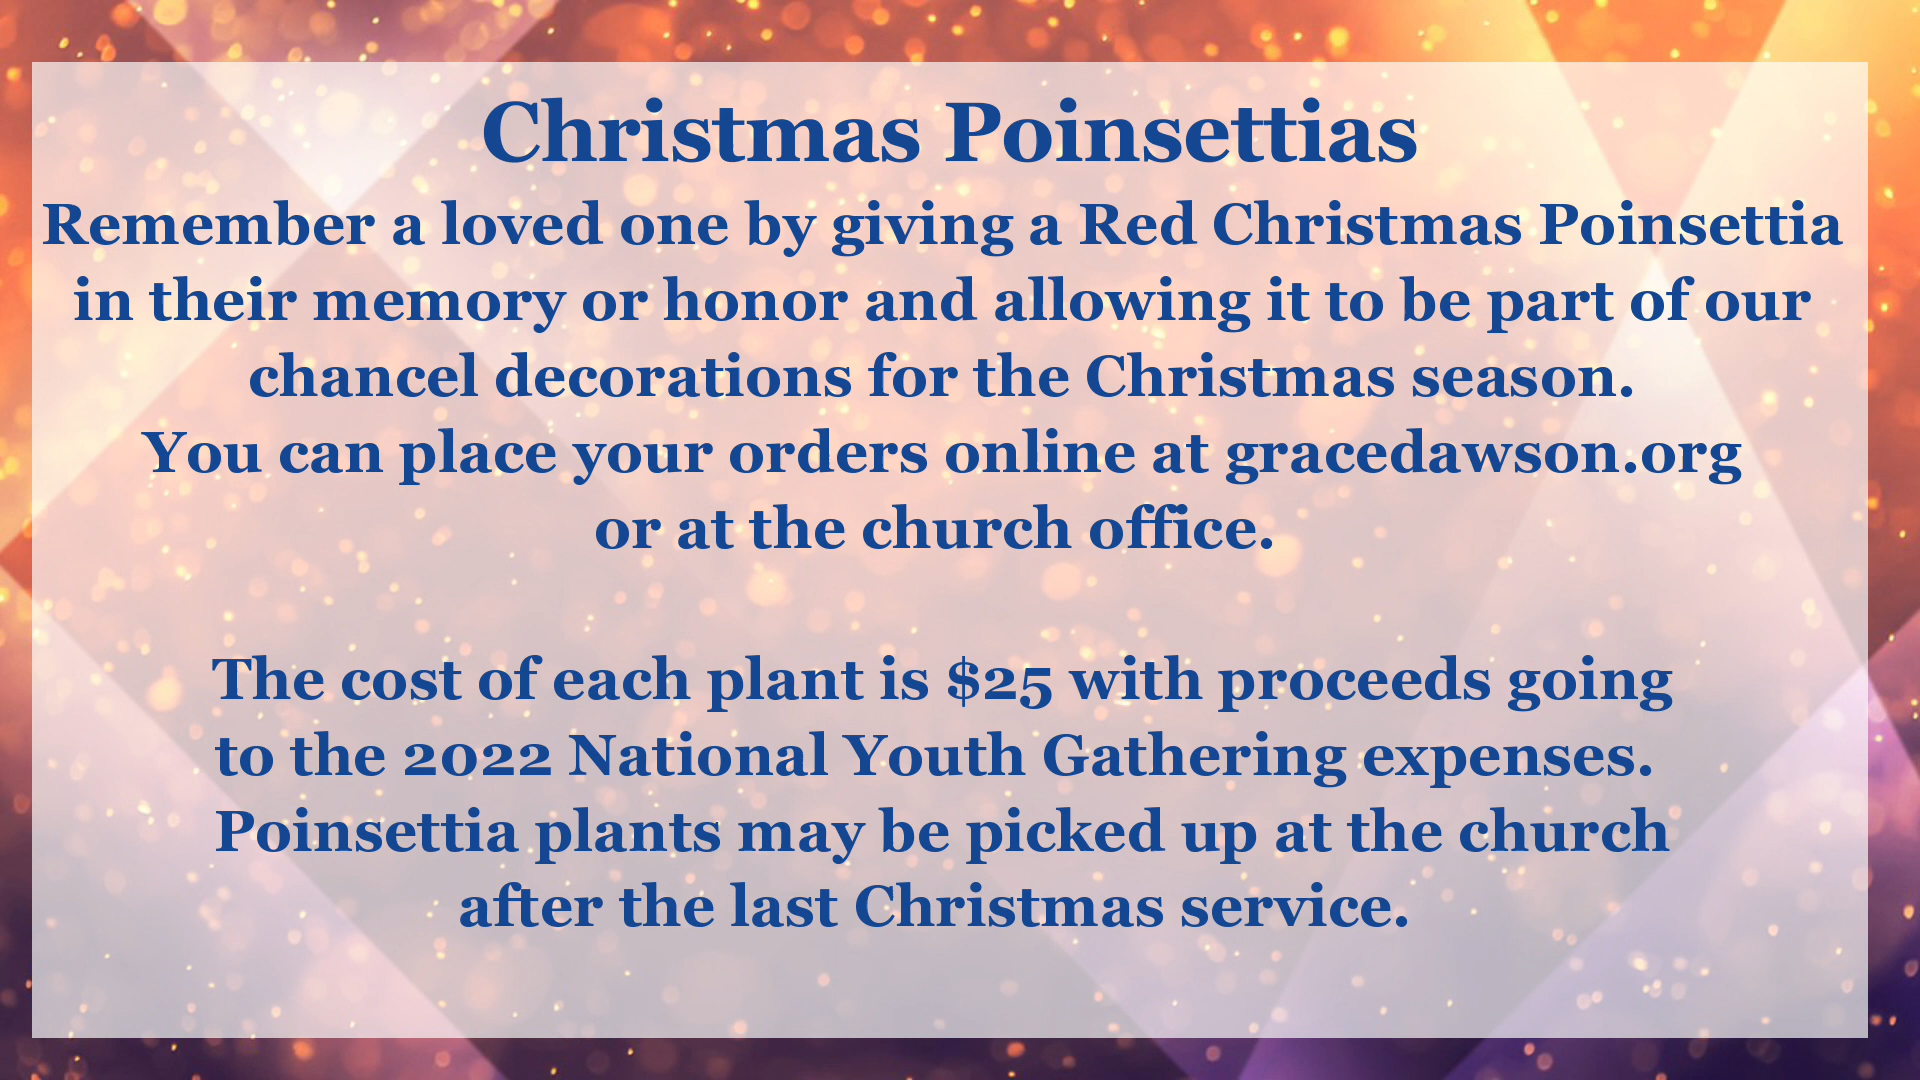 Christmas Poinsettias
Remember a loved one by giving a Red Christmas Poinsettia
in their memory or honor and allowing it to be part of our
chancel decorations for the Christmas season.
You can place your orders online at gracedawson.org
or at the church office.
The cost of each plant is $25 with proceeds going
to the 2022 National Youth Gathering expenses.
Poinsettia plants may be picked up at the church
after the last Christmas service.